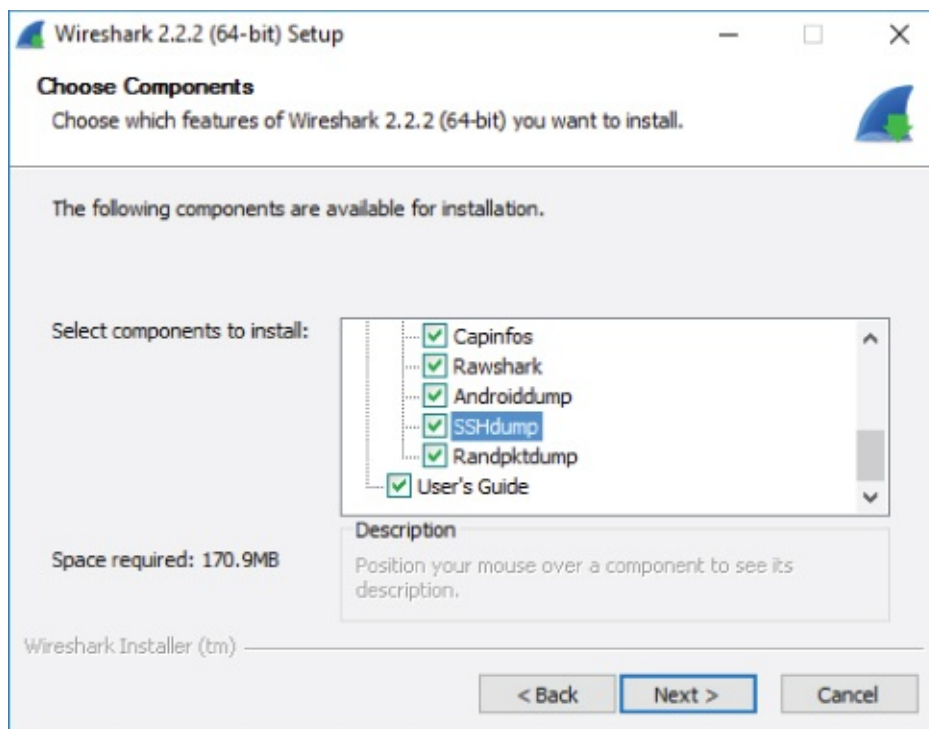 Wireshark 2.2.2 (64-bit) Setup
Choose Components
Choose which features of Wireshark 2.2.2 (64-bit) you want to install.
The following components are available for installation.
Select components to install:
Capinfos
Rawshark
Androiddump
SSHdump
Randpktdump
User's Guide
Space required: 170.9MB
Description
Position your mouse over a component to see its
description.
Wireshark Installer (tm)
< Back
Next >
Cancel